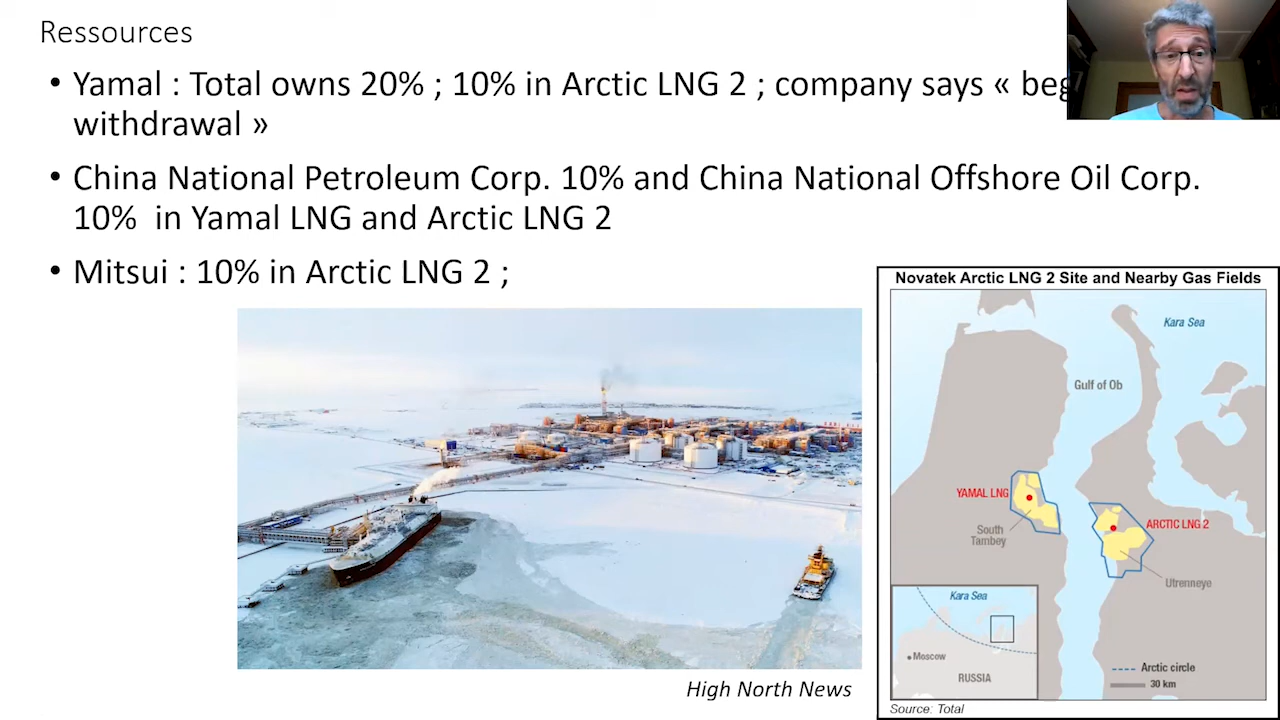 Ressources
• Yamal : Total owns 20% ; 10% in Arctic LNG 2 ; company says «
withdrawal »
• China National Petroleum Corp. 10% and China National Offshore Oil Corp.
10%  in Yamal LNG and Arctic LNG 2
• Mitsui : 10% in Arctic LNG 2 ;
High North News
Novatek Arctic LNG 2 Site and Nearby Gas Fields
Kara Sea
Gulf of Ob
YAMAL LNG
South
Tambey
ARCTIC LNG 2
Utrenneye
Kara Sea
Moscow
RUSSIA
Arctic circle
30 km
Source: Total